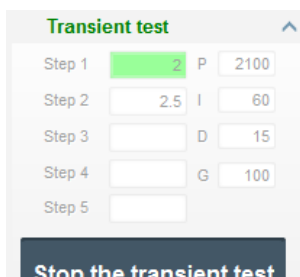 Transient test
Step 1 2 P 2100
Step 2 2.5 I 60
Step 3 D 15
Step 4 G 100
Step 5
Stop the transient test